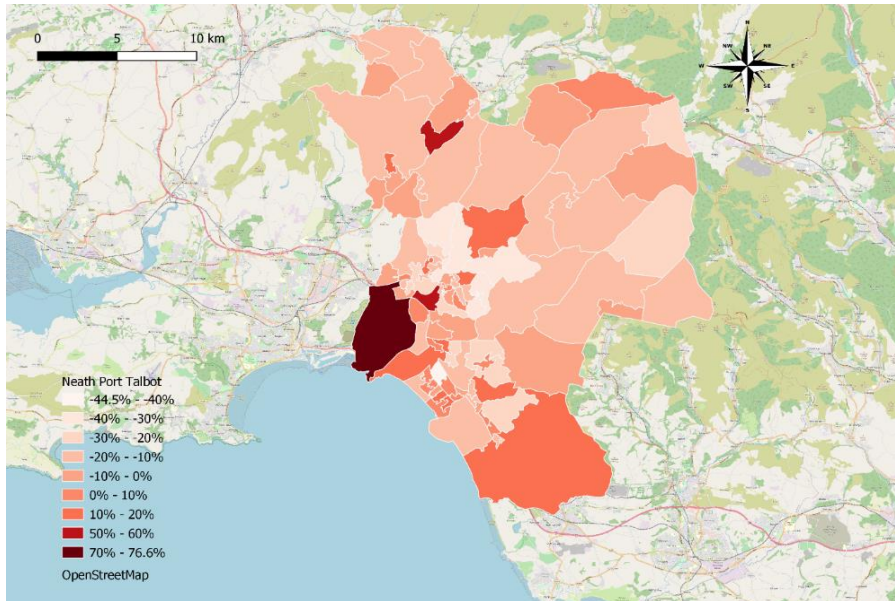 0 5 10 km
N
NW NE
W E
SW SE
S
Neath Port Talbot
-44.5% - -40%
-40% - -30%
-30% - -20%
-20% - -10%
-10% - 0%
0% - 10%
10% - 20%
50% - 60%
70% - 76.6%
OpenStreetMap